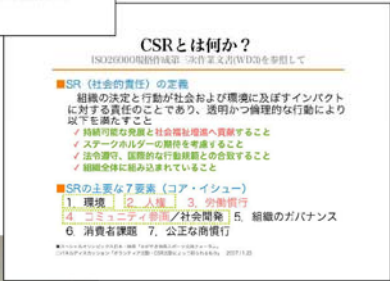 CSRとは何か？
ISO26000規格作成第三次作業文書(WD3)を参照して
■SR（社会的責任）の定義
組織の決定と行動が社会および環境に及ぼすインパクト
に対する責任のことであり、透明かつ倫理的な行動により
以下を満たすこと
✓ 持続可能な発展と社会福祉増進へ貢献すること
✓ ステークホルダーの期待を考慮すること
✓ 法令遵守、国際的な行動規範との合致すること
✓ 組織全体に組み込まれていること
■SRの主要な７要素（コア・イシュー）
1. 環境 2. 人権 3. 労働慣行
4 コミュニティ参画／社会開発 5. 組織のガバナンス
6. 消費者課題 7. 公正な商慣行
2007.11.23